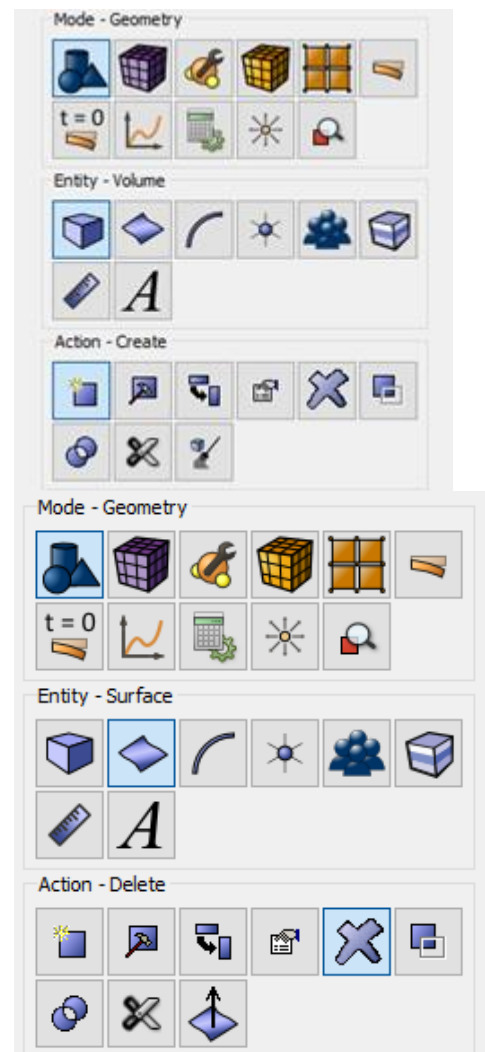 Mode - Geometry
t = 0
Entity - Volume
A
Action - Create
Mode - Geometry
t = 0
Entity - Surface
A
Action - Delete